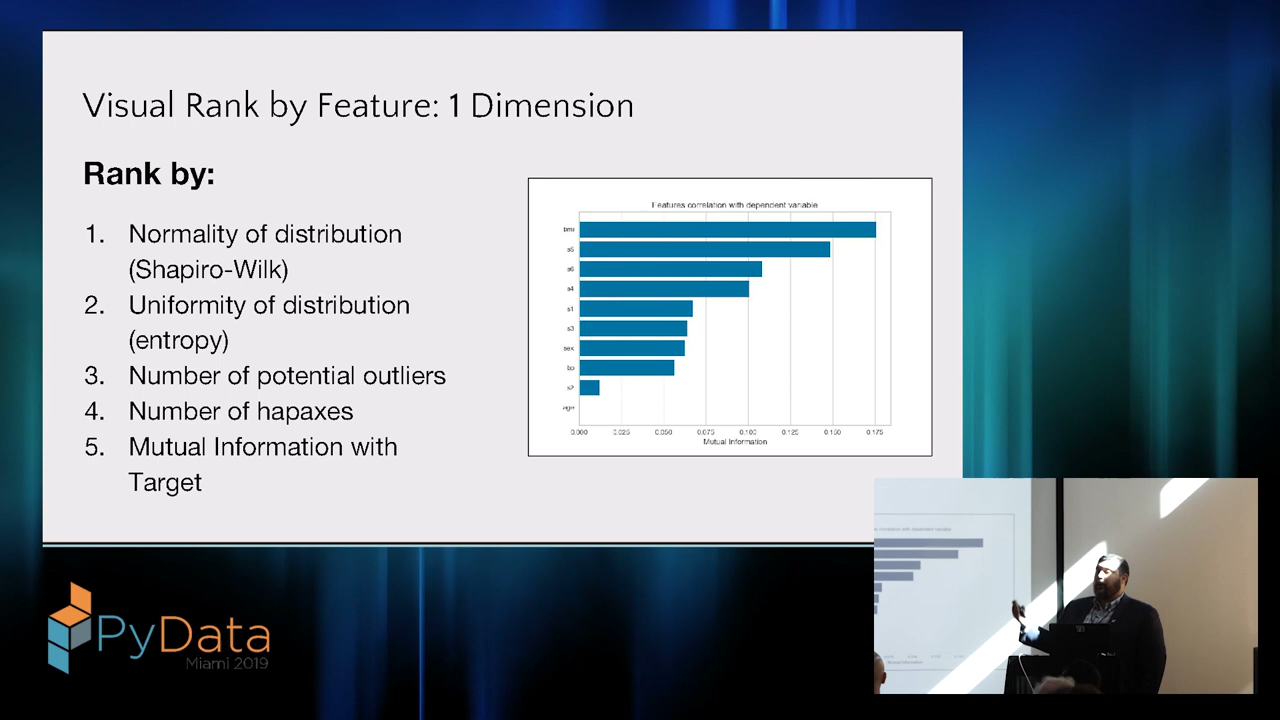 Visual Rank by Feature: 1 Dimension
Rank by:
1. Normality of distribution
(Shapiro-Wilk)
2. Uniformity of distribution
(entropy)
3. Number of potential outliers
4. Number of hapaxes
5. Mutual Information with
Target
Features correlation with dependent variable
bmi
s5
s6
s4
s1
s3
sex
bp
s2
age
0.000 0.025 0.050 0.075 0.100 0.125 0.150 0.175
Mutual Information
PyData
Miami 2019